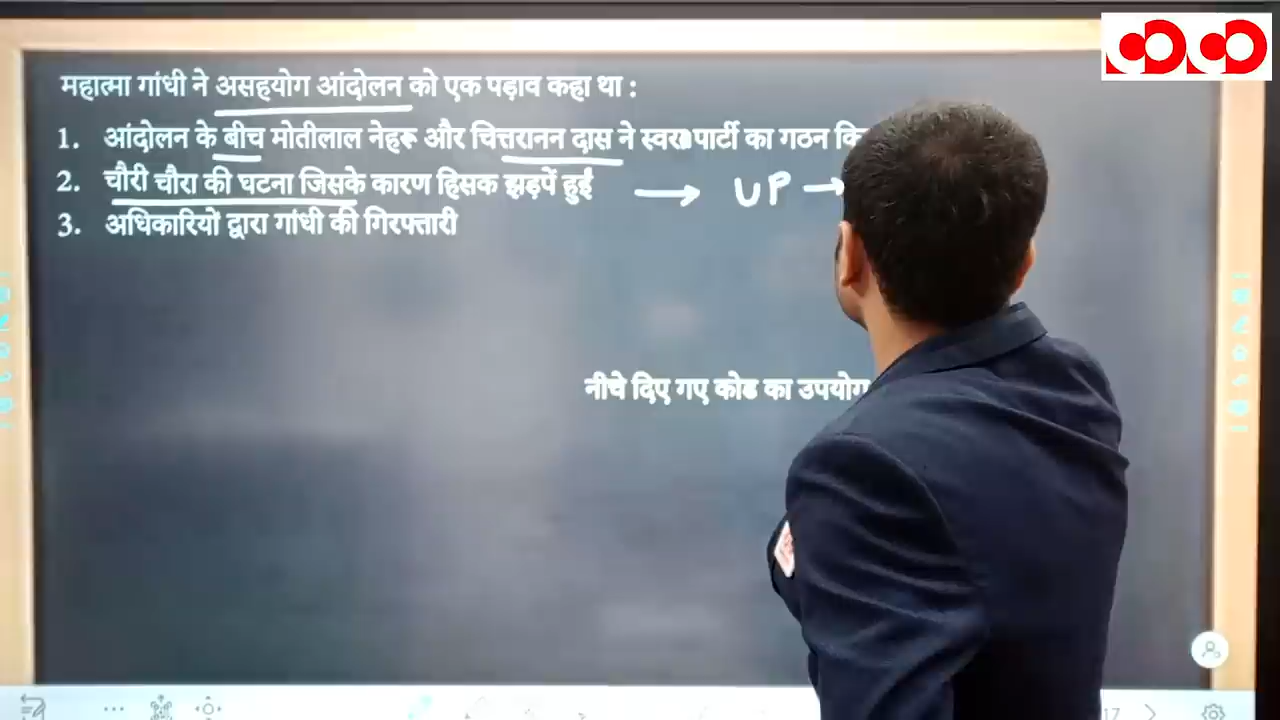 महात्मा गांधी ने असहयोग आंदोलन को एक पड़ाव कहा था :
1. आंदोलन के बीच मोतीलाल नेहरू और चित्तरानन दास ने स्वरापार्टी का गठन
2. चौरी चौरा की घटना जिसके कारण हिसक झड़पें हुईं → UP →
3. अधिकारियों द्वारा गांधी की गिरफ्तारी
नीचे दिए गए कोड का उपयोग
17